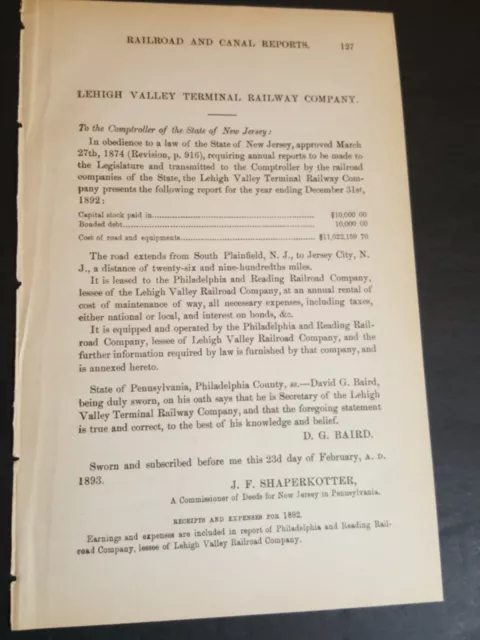 RAILROAD AND CANAL REPORTS. 127
LEHIGH VALLEY TERMINAL RAILWAY COMPANY.
To the Comptroller of the State of New Jersey:
In obedience to a law of the State of New Jersey, approved March
27th, 1874 (Revision, p. 916), requiring annual reports to be made to
the Legislature and transmitted to the Comptroller by the railroad
companies of the State, the Lehigh Valley Terminal Railway Com-
pany presents the following report for the year ending December 31st,
1892:
Capital stock paid in................................................ $10,000 00
Bonded debt................................................ 10,000 00
Cost of road and equipments................................................ $11,022,159 70
The road extends from South Plainfield, N. J., to Jersey City, N.
J., a distance of twenty-six and nine-hundredths miles.
It is leased to the Philadelphia and Reading Railroad Company,
lessee of the Lehigh Valley Railroad Company, at an annual rental of
cost of maintenance of way, all necessary expenses, including taxes,
either national or local, and interest on bonds, &c.
It is equipped and operated by the Philadelphia and Reading Rail-
road Company, lessee of Lehigh Valley Railroad Company, and the
further information required by law is furnished by that company, and
is annexed hereto.
State of Pennsylvania, Philadelphia County, ss.—David G. Baird,
being duly sworn, on his oath says that he is Secretary of the Lehigh
Valley Terminal Railway Company, and that the foregoing statement
is true and correct, to the best of his knowledge and belief.
D. G. BAIRD.
Sworn and subscribed before me this 23d day of February, A. D.
1893.
J. F. SHAPERKOTTER,
A Commissioner of Deeds for New Jersey in Pennsylvania.
RECEIPTS AND EXPENSES FOR 1892.
Earnings and expenses are included in report of Philadelphia and Reading Rail-
road Company, lessee of Lehigh Valley Railroad Company.